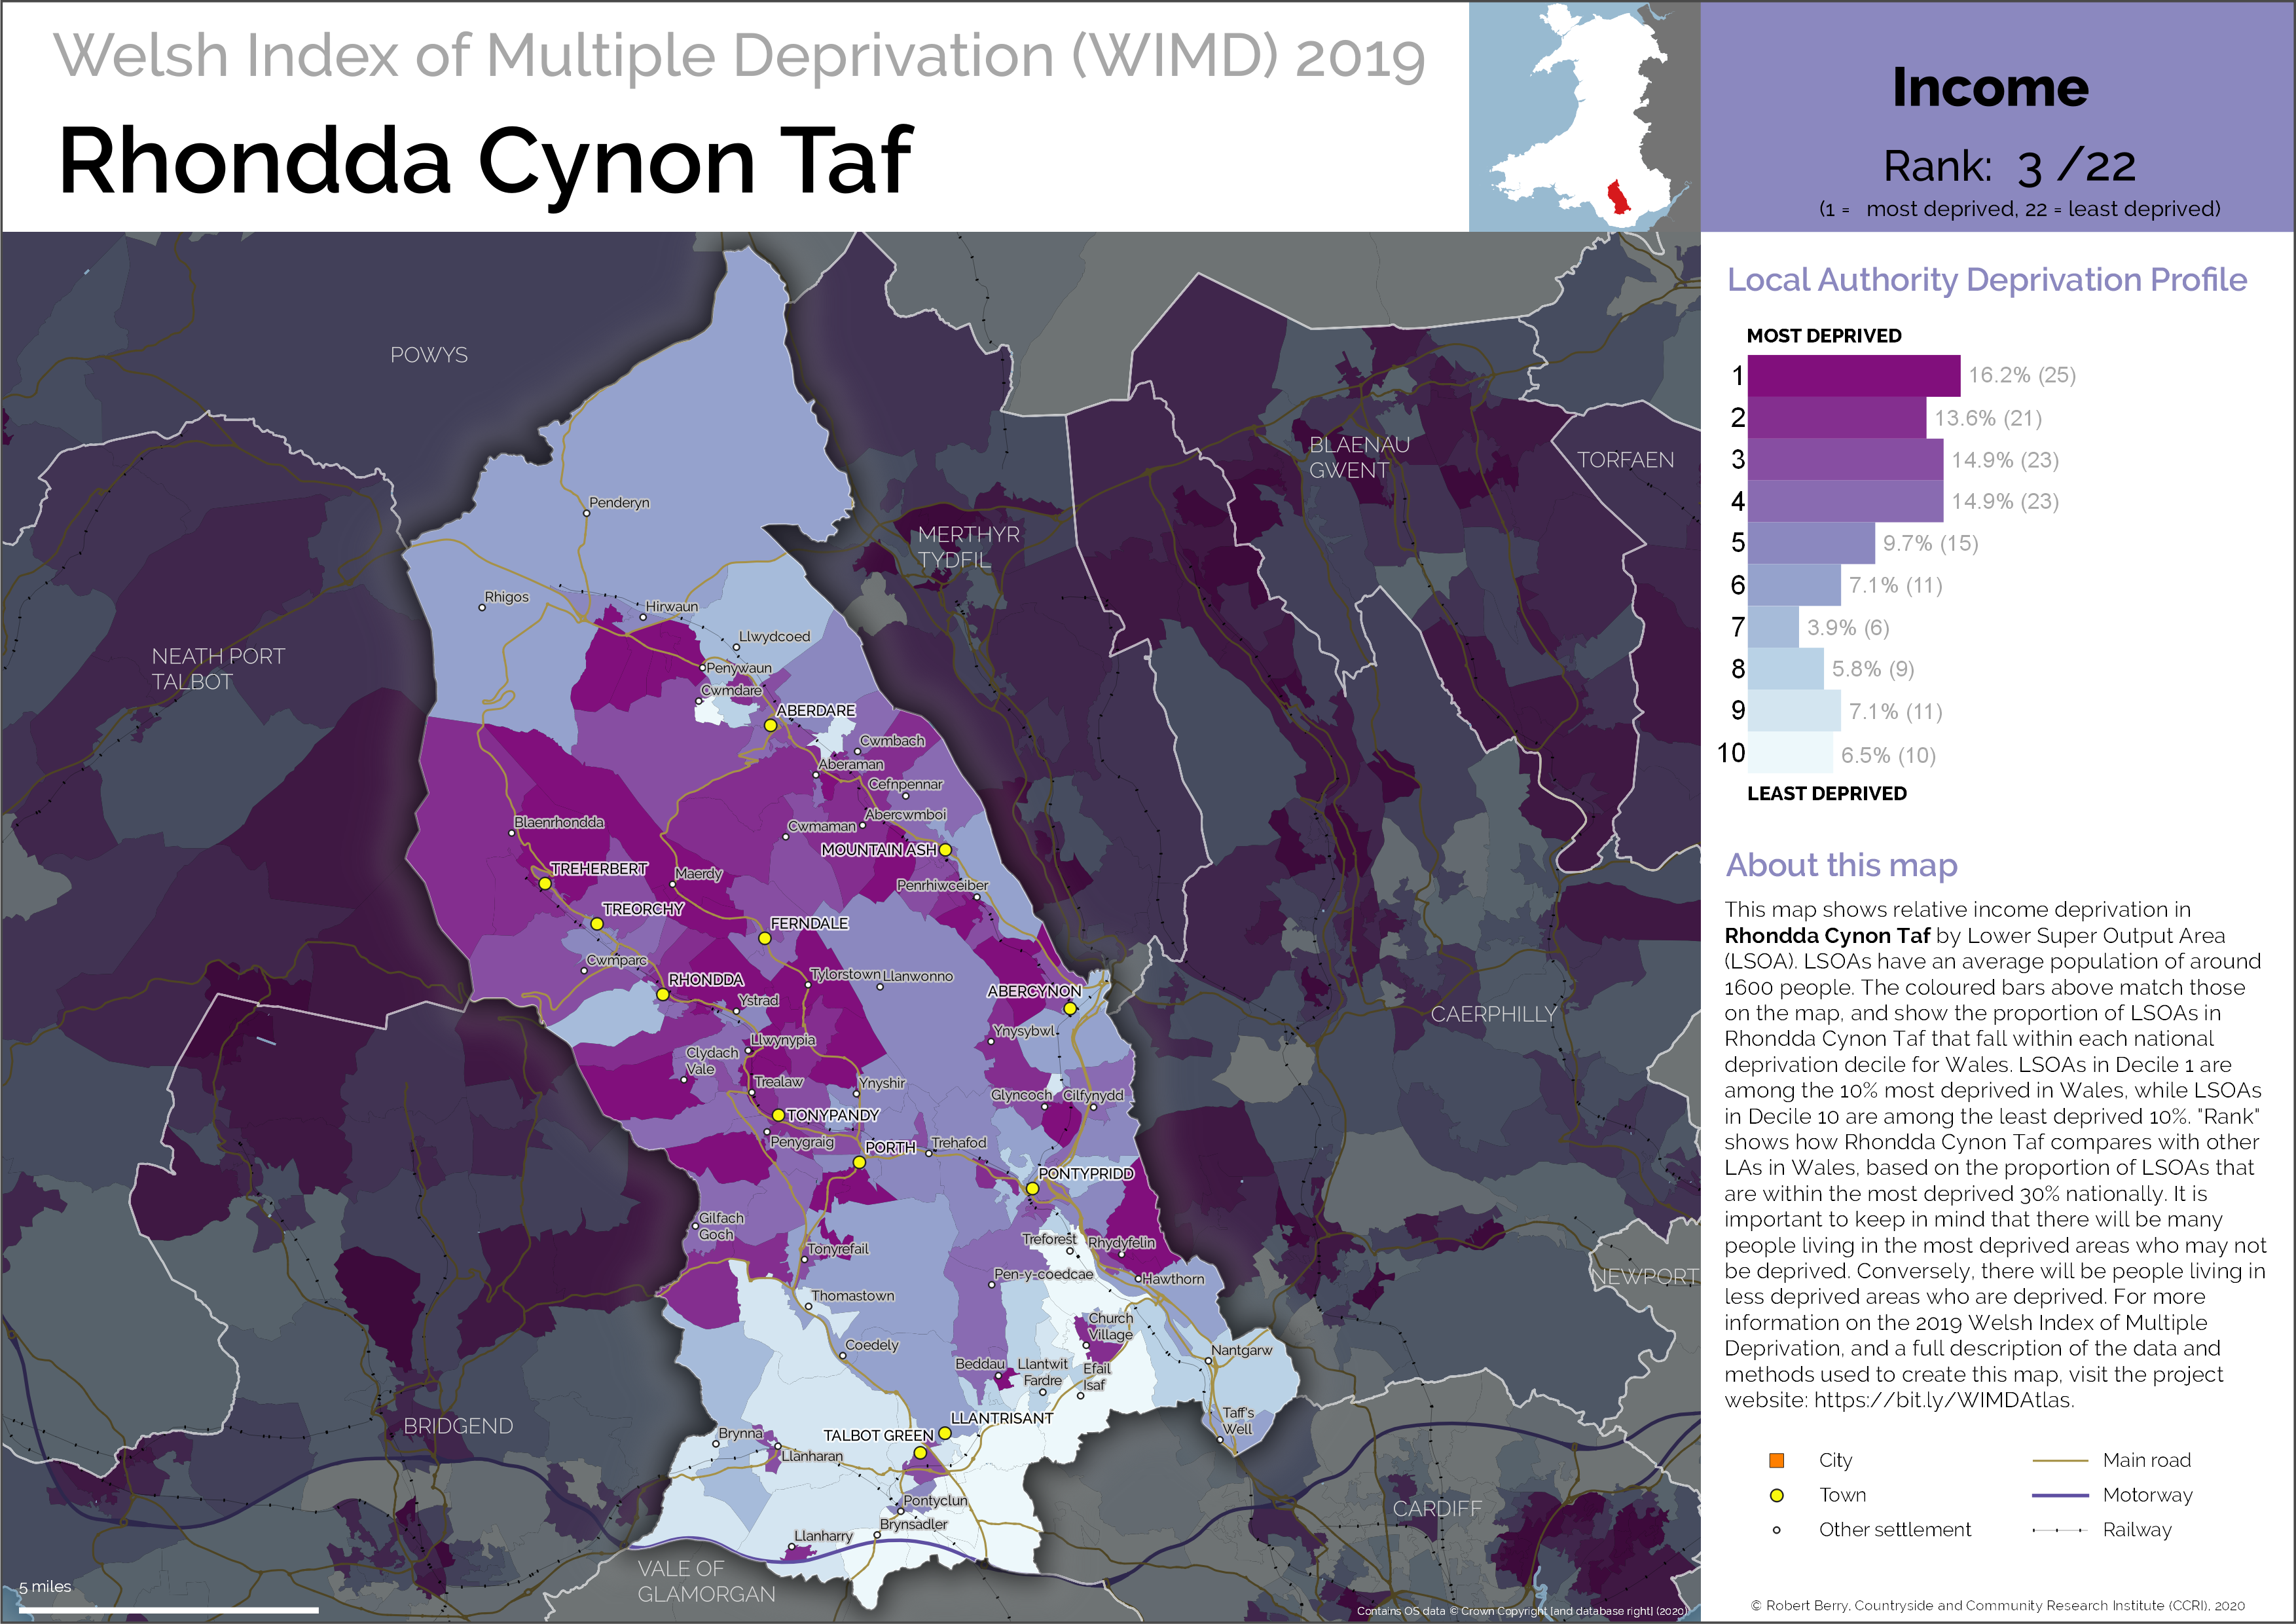 Welsh Index of Multiple Deprivation (WIMD) 2019
Rhondda Cynon Taf
Income
Rank: 3 /22
(1 = most deprived, 22 = least deprived)
Local Authority Deprivation Profile
MOST DEPRIVED
1 16.2% (25)
2 13.6% (21)
3 14.9% (23)
4 14.9% (23)
5 9.7% (15)
6 7.1% (11)
7 3.9% (6)
8 5.8% (9)
9 7.1% (11)
10 6.5% (10)
LEAST DEPRIVED
About this map
This map shows relative income deprivation in
Rhondda Cynon Taf by Lower Super Output Area
(LSOA). LSOAs have an average population of around
1600 people. The coloured bars above match those
on the map, and show the proportion of LSOAs in
Rhondda Cynon Taf that fall within each national
deprivation decile for Wales. LSOAs in Decile 1 are
among the 10% most deprived in Wales, while LSOAs
in Decile 10 are among the least deprived 10%. "Rank"
shows how Rhondda Cynon Taf compares with other
LAs in Wales, based on the proportion of LSOAs that
are within the most deprived 30% nationally. It is
important to keep in mind that there will be many
people living in the most deprived areas who may not
be deprived. Conversely, there will be people living in
less deprived areas who are deprived. For more
information on the 2019 Welsh Index of Multiple
Deprivation, and a full description of the data and
methods used to create this map, visit the project
website: https://bit.ly/WIMDAtlas.
City
Town
Other settlement
Main road
Motorway
Railway
© Robert Berry, Countryside and Community Research Institute (CCRI), 2020
POWYS
BLAENAU
GWENT
TORFAEN
Penderyn
MERTHYR
TYDFIL
Rhigos
Hirwaun
Llwydcoed
NEATH PORT
TALBOT
Penywaun
Cwmdare
ABERDARE
Cwmbach
Aberaman
Cefnpennar
Abercwmboi
Blaenrhondda
Cwmaman
MOUNTAIN ASH
TREHERBERT
Maerdy
Penrhiwceiber
TREORCHY
FERNDALE
Cwmparc
RHONDDA
Tylorstown
Llanwonno
ABERCYNON
Ystrad
CAERPHILLY
Ynysybwl
Llwynypia
Clydach
Vale
Trealaw
Ynyshir
Glyncoch
Cilfynydd
TONYPANDY
Penygraig
PORTH
Trehafod
PONTYPRIDD
Gilfach
Goch
Treforest
Rhydyfelin
Tonyrefail
Pen-y-coedcae
Hawthorn
NEWPORT
Thomastown
Church
Village
Coedely
Nantgarw
Beddau
Llantwit
Fardre
Efail
Isaf
Taff's
Well
LLANTRISANT
BRIDGEND
TALBOT GREEN
Brynna
Llanharan
Pontyclun
CARDIFF
Brynsadler
Llanharry
VALE OF
GLAMORGAN
5 miles
Contains OS data © Crown Copyright [and database right] (2020)